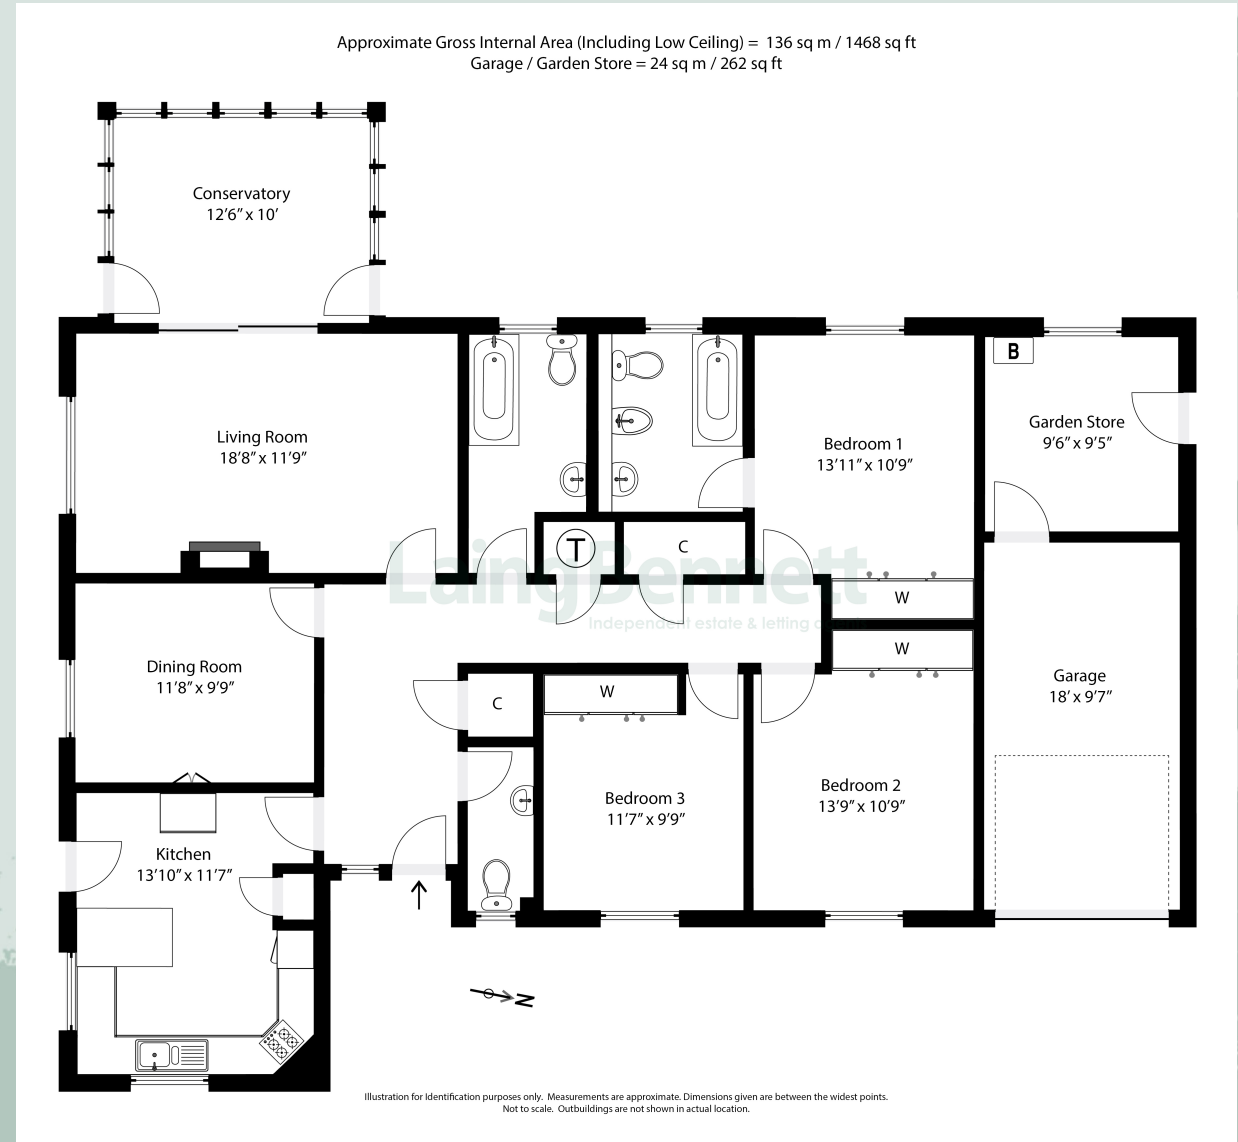 Approximate Gross Internal Area (Including Low Ceiling) = 136 sq m / 1468 sq ft
Garage / Garden Store = 24 sq m / 262 sq ft
Conservatory
12'6" x 10'
B
Living Room
18'8" x 11'9"
Bedroom 1
13'11" x 10'9"
Garden Store
9'6" x 9'5"
T
C
LaingBennett
Independent estate & letting
W
W
Dining Room
11'8" x 9'9"
C
W
Garage
18' x 9'7"
Bedroom 3
11'7" x 9'9"
Bedroom 2
13'9" x 10'9"
Kitchen
13'10" x 11'7"
N
Illustration for Identification purposes only. Measurements are approximate. Dimensions given are between the widest points.
Not to scale. Outbuildings are not shown in actual location.